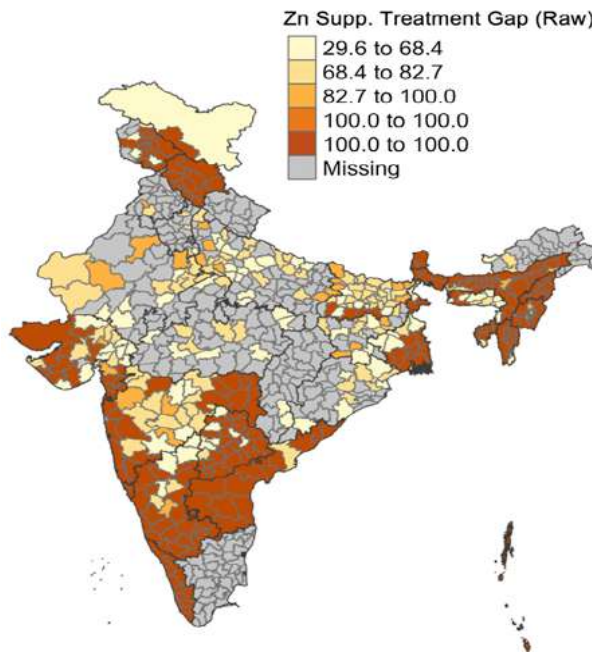 Zn Supp. Treatment Gap (Raw)
29.6 to 68.4
68.4 to 82.7
82.7 to 100.0
100.0 to 100.0
100.0 to 100.0
Missing